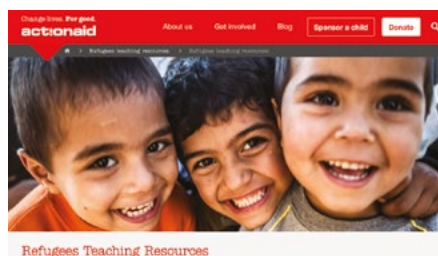 Change lives. For good.
actionaid
About us Get involved Blog Sponsor a child Donate
> Refugees teaching resources > Refugees teaching resources
Refugees Teaching Resources